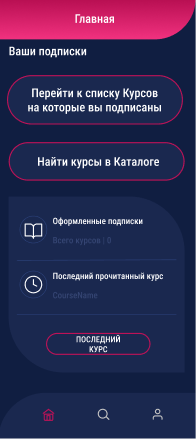 Главная
Ваши подписки
Перейти к списку Курсов
на которые вы подписаны
Найти курсы в Каталоге
Оформленные подписки
Всего курсов : 0
Последний прочитанный курс
CourseName
ПОСЛЕДНИЙ
КУРС